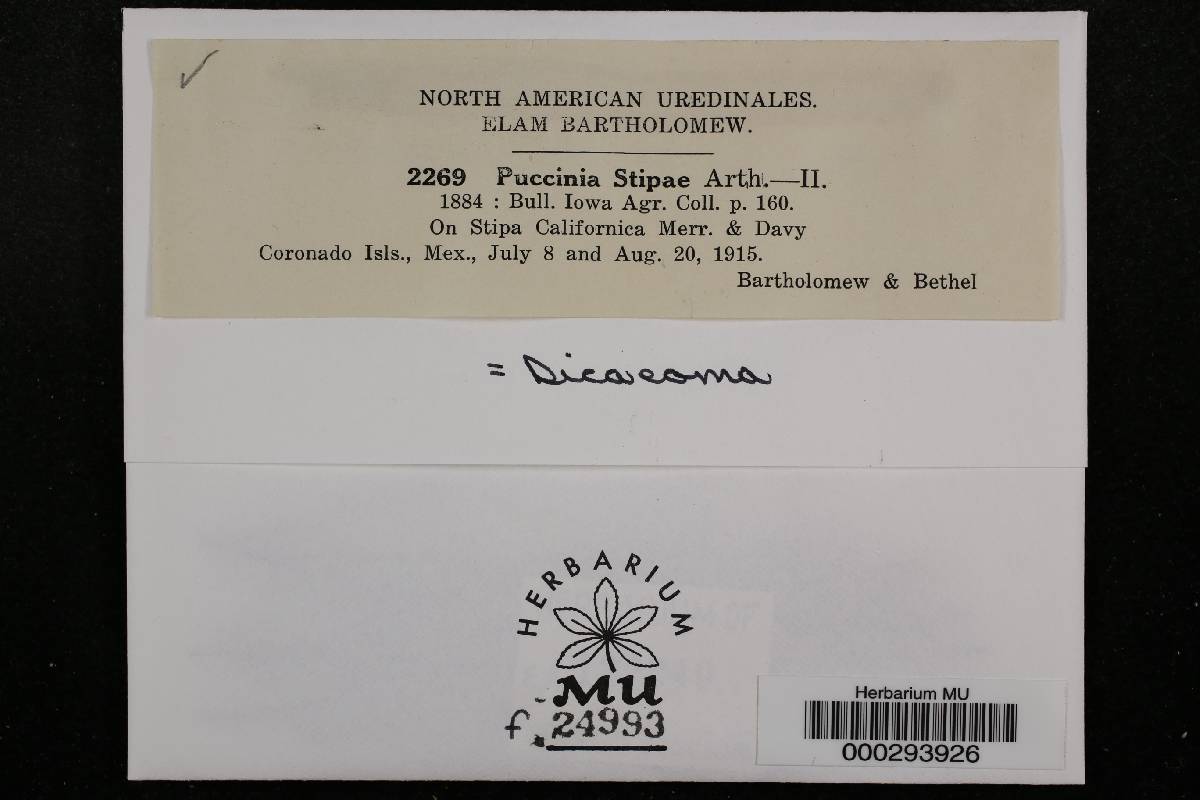 NORTH AMERICAN UREDINALES.
ELAM BARTHOLOMEW.
2269 Puccinia Stipae Arth.—II.
1884 : Bull. Iowa Agr. Coll. p. 160.
On Stipa Californica Merr. & Davy
Coronado Isls., Mex., July 8 and Aug. 20, 1915.
Bartholomew & Bethel
= Dicaeoma
HERBARIUM
MU
f. 24993
Herbarium MU
000293926